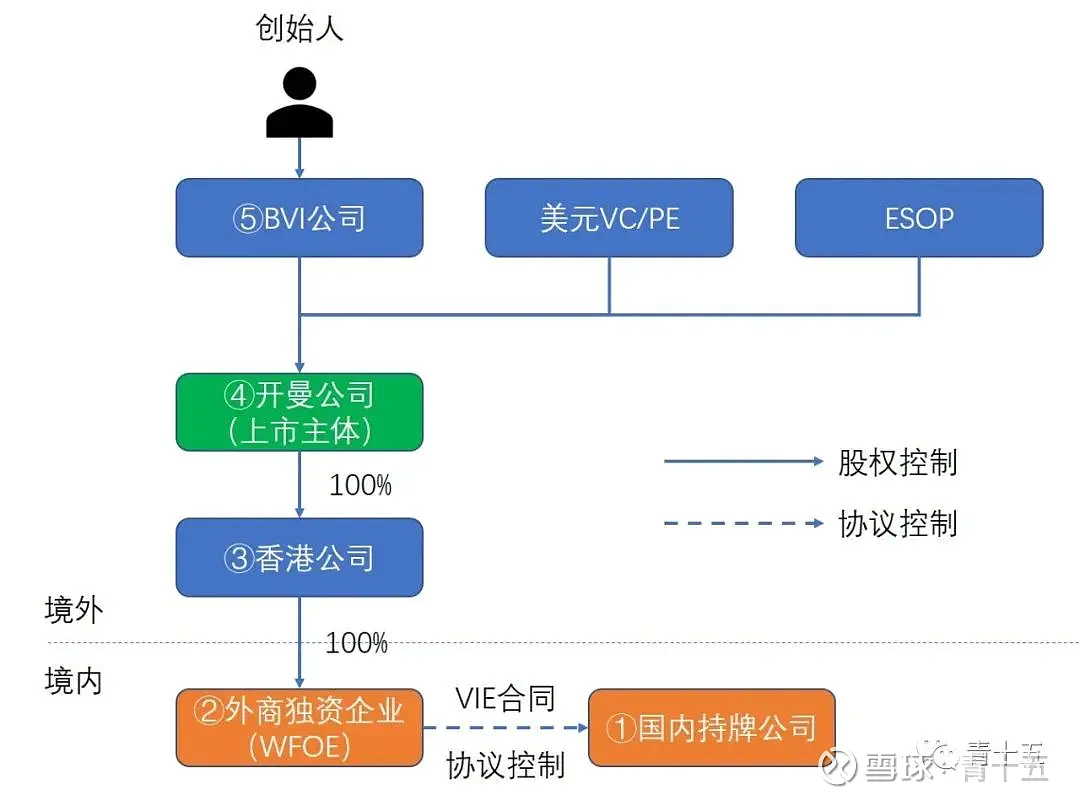 创始人
⑤BVI公司
美元VC/PE
ESOP
④开曼公司
（上市主体）
100%
股权控制
协议控制
③香港公司
境外
100%
境内
②外商独资企业
（WFOE）
VIE合同
协议控制
①国内持牌公司
青十五
雪球·青十五